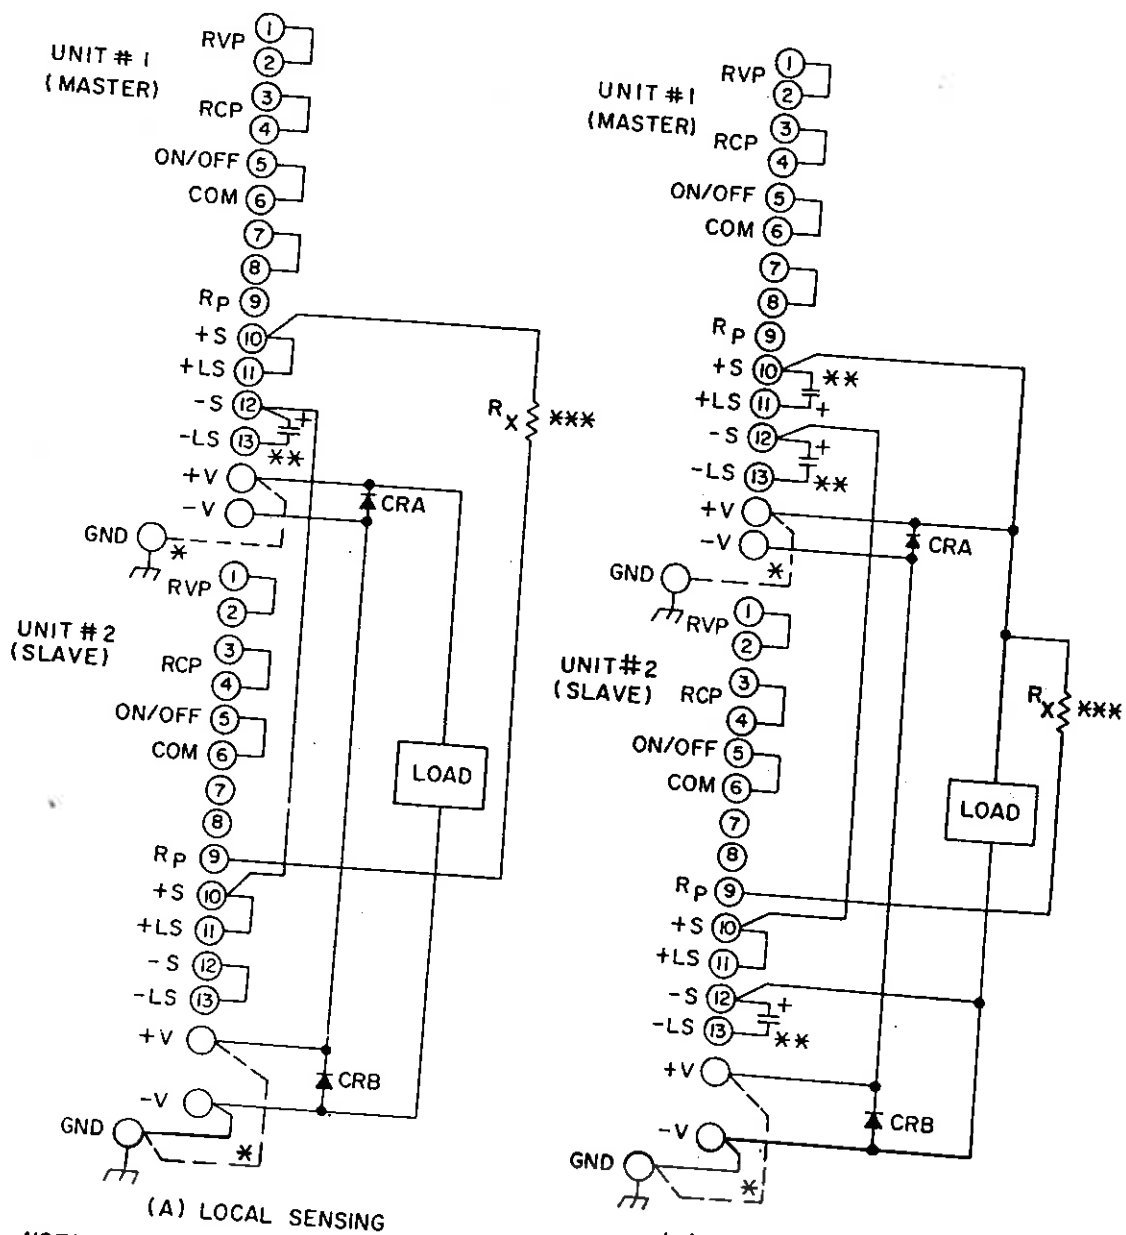 UNIT # 1
(MASTER)
RVP 1
2
RCP 3
4
ON/OFF 5
COM 6
7
8
RP 9
+S 10
+LS 11
-S 12
+
-LS 13
**
RX ***
+V
-V
CRA
GND
*
UNIT #2
(SLAVE)
RVP 1
2
RCP 3
4
ON/OFF 5
COM 6
7
8
LOAD
RP 9
+S 10
+LS 11
-S 12
-LS 13
+V
CRB
-V
GND
*
(A) LOCAL SENSING
UNIT #1
(MASTER)
RVP 1
2
RCP 3
4
ON/OFF 5
COM 6
7
8
RP 9
+S 10
**
+LS 11
+
-S 12
+
-LS 13
**
+V
-V
CRA
GND
*
UNIT #2
(SLAVE)
RVP 1
2
RCP 3
4
RX ***
ON/OFF 5
COM 6
7
8
LOAD
RP 9
+S 10
+LS 11
-S 12
+
-LS 13
**
+V
-V
CRB
GND
*